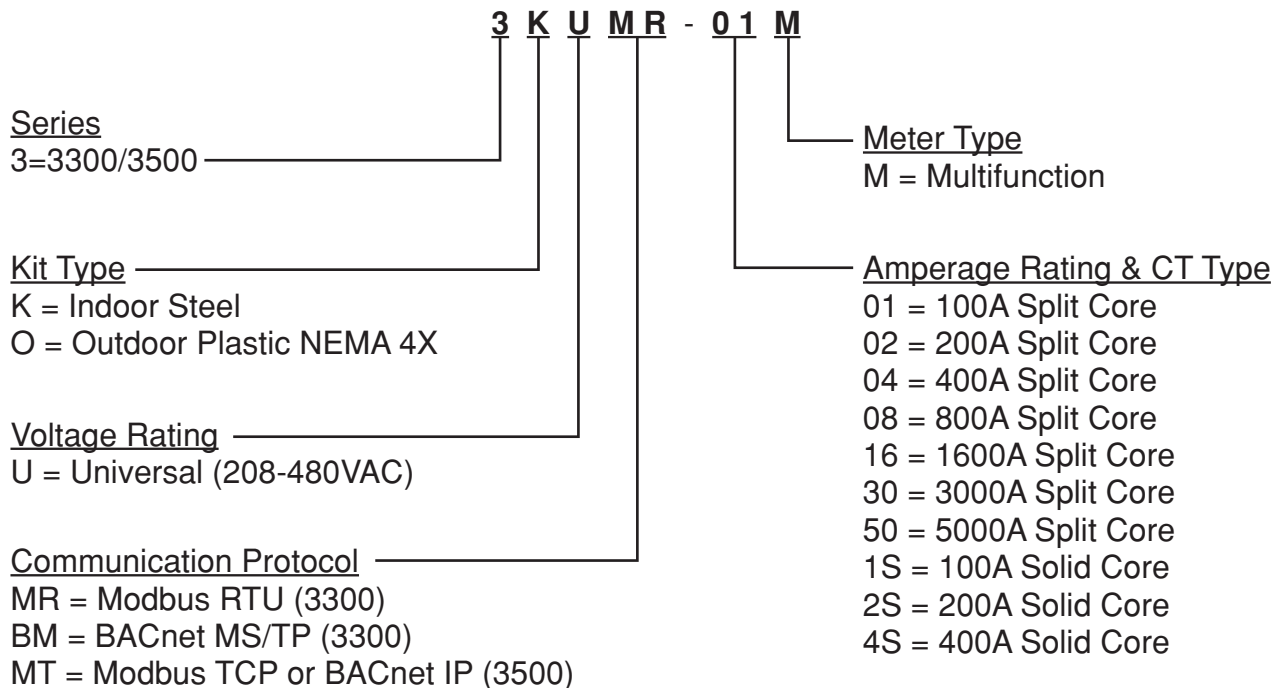 3 K U M R - 0 1 M
Series
3=3300/3500
Kit Type
K = Indoor Steel
O = Outdoor Plastic NEMA 4X
Voltage Rating
U = Universal (208-480VAC)
Communication Protocol
MR = Modbus RTU (3300)
BM = BACnet MS/TP (3300)
MT = Modbus TCP or BACnet IP (3500)
Meter Type
M = Multifunction
Amperage Rating & CT Type
01 = 100A Split Core
02 = 200A Split Core
04 = 400A Split Core
08 = 800A Split Core
16 = 1600A Split Core
30 = 3000A Split Core
50 = 5000A Split Core
1S = 100A Solid Core
2S = 200A Solid Core
4S = 400A Solid Core